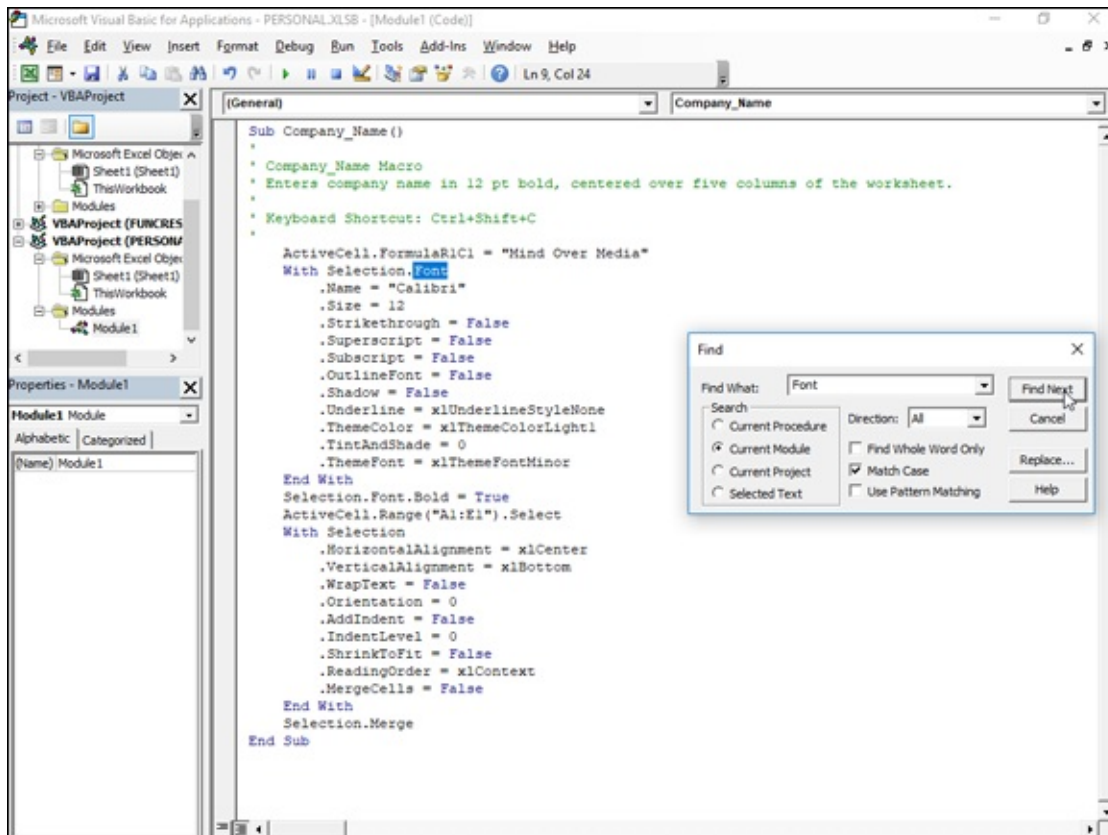 Microsoft Visual Basic for Applications - PERSONAL.XLSB - [Module1 (Code)]
File Edit View Insert Format Debug Run Tools Add-Ins Window Help
Ln 9, Col 24
Project - VBAProject
Microsoft Excel Objec
Sheet1 (Sheet1)
ThisWorkbook
Modules
VBAProject (FUNCRES
VBAProject (PERSONA
Microsoft Excel Objec
Sheet1 (Sheet1)
ThisWorkbook
Modules
Module1
Properties - Module1
Module1 Module
Alphabetic Categorized
(Name) Module1
(General) Company_Name
Sub Company_Name()
'
' Company_Name Macro
' Enters company name in 12 pt bold, centered over five columns of the worksheet.
'
' Keyboard Shortcut: Ctrl+Shift+C
'
ActiveCell.FormulaR1C1 = "Mind Over Media"
With Selection.Font
.Name = "Calibri"
.Size = 12
.Strikethrough = False
.Superscript = False
.Subscript = False
.OutlineFont = False
.Shadow = False
.Underline = xlUnderlineStyleNone
.ThemeColor = xlThemeColorLight1
.TintAndShade = 0
.ThemeFont = xlThemeFontMinor
End With
Selection.Font.Bold = True
ActiveCell.Range("A1:E1").Select
With Selection
.HorizontalAlignment = xlCenter
.VerticalAlignment = xlBottom
.WrapText = False
.Orientation = 0
.AddIndent = False
.IndentLevel = 0
.ShrinkToFit = False
.ReadingOrder = xlContext
.MergeCells = False
End With
Selection.Merge
End Sub
Find
Find What: Font
Find Next
Search
Current Procedure
Current Module
Current Project
Selected Text
Direction: All
Find Whole Word Only
Match Case
Use Pattern Matching
Cancel
Replace...
Help